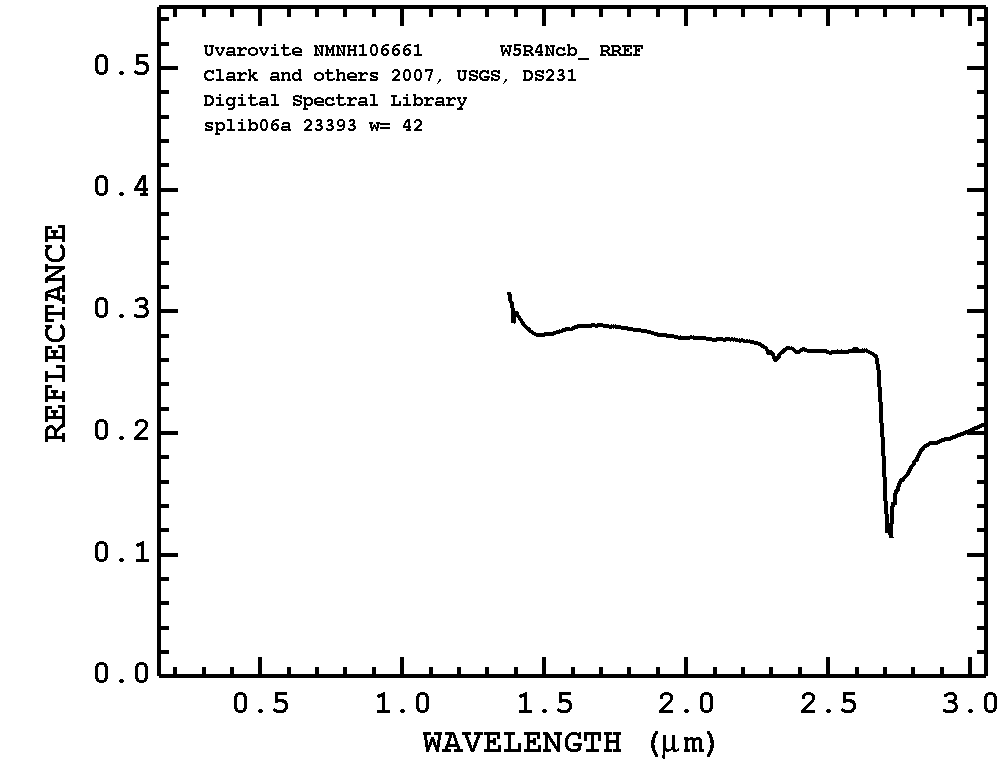 Uvarovite NMNH106661 W5R4Ncb_ RREF
Clark and others 2007, USGS, DS231
Digital Spectral Library
splib06a 23393 w= 42
0.5
0.4
0.3
0.2
0.1
0.0
REFLECTANCE
0.5 1.0 1.5 2.0 2.5 3.0
WAVELENGTH (μm)